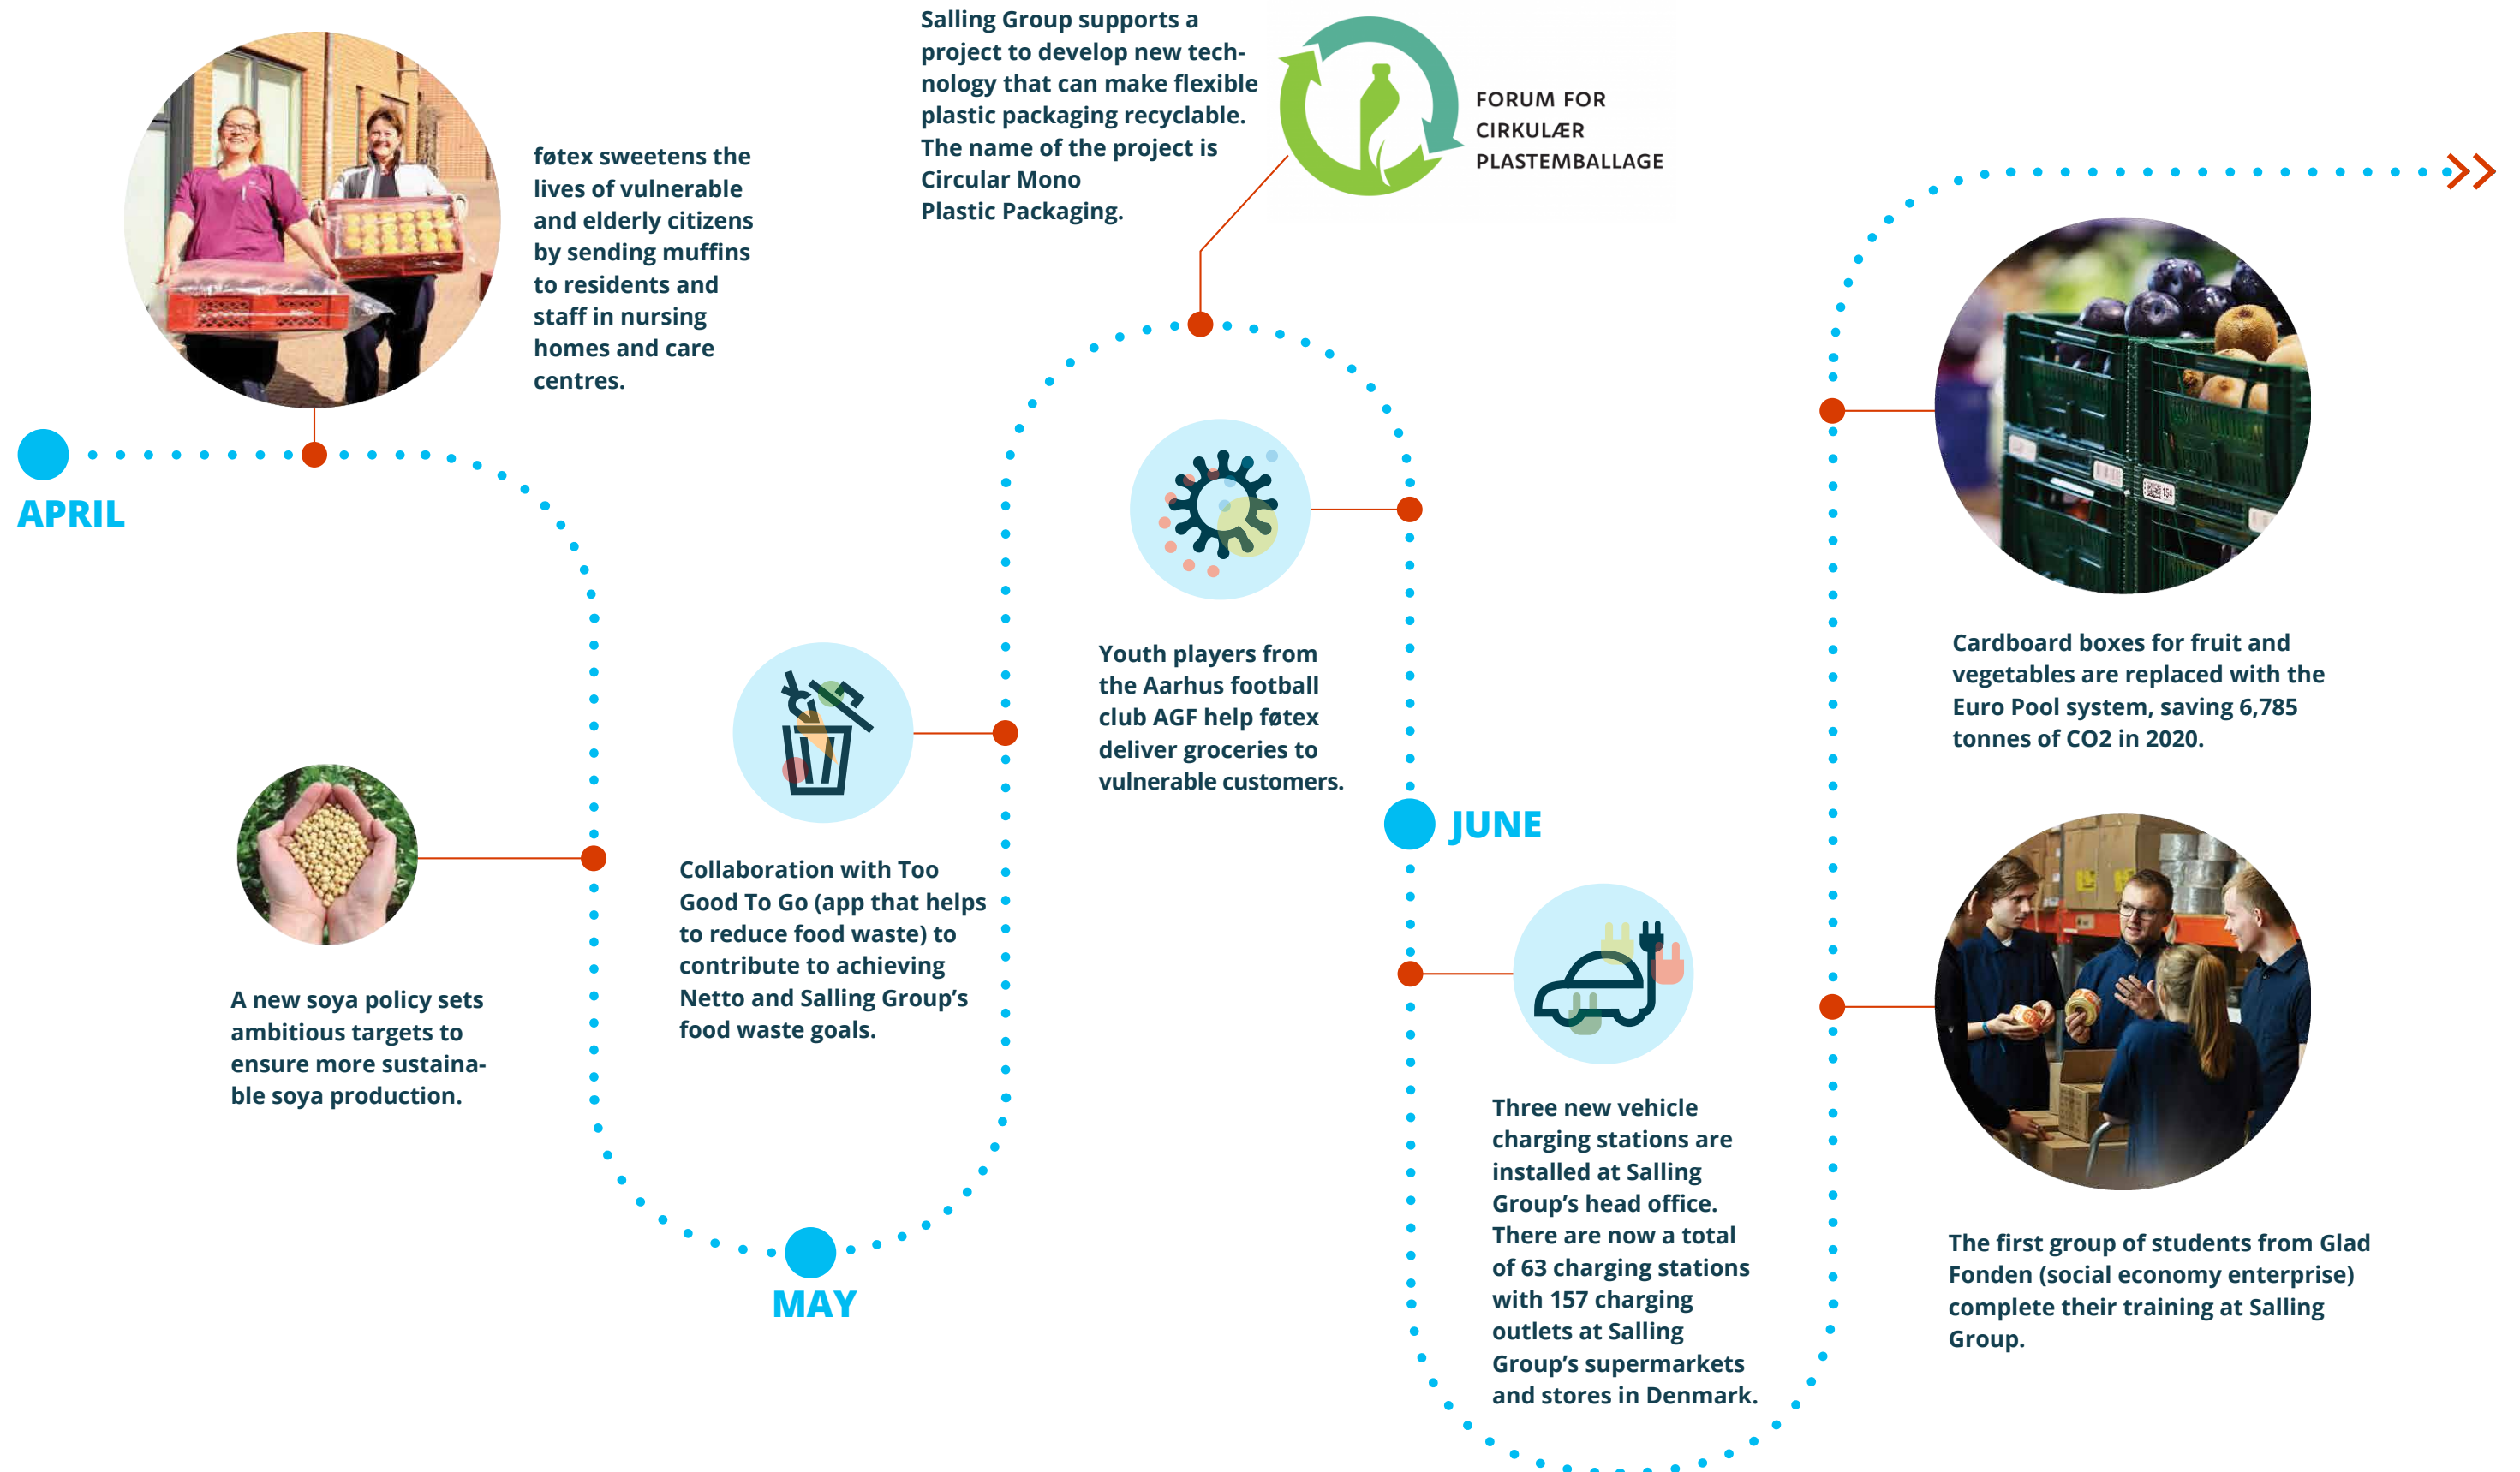 føtex sweetens the
lives of vulnerable
and elderly citizens
by sending muffins
to residents and
staff in nursing
homes and care
centres.
APRIL
A new soya policy sets
ambitious targets to
ensure more sustaina-
ble soya production.
MAY
Collaboration with Too
Good To Go (app that helps
to reduce food waste) to
contribute to achieving
Netto and Salling Group’s
food waste goals.
Salling Group supports a
project to develop new tech-
nology that can make flexible
plastic packaging recyclable.
The name of the project is
Circular Mono
Plastic Packaging.
FORUM FOR
CIRKULÆR
PLASTEMBALLAGE
Youth players from
the Aarhus football
club AGF help føtex
deliver groceries to
vulnerable customers.
JUNE
Three new vehicle
charging stations are
installed at Salling
Group’s head office.
There are now a total
of 63 charging stations
with 157 charging
outlets at Salling
Group’s supermarkets
and stores in Denmark.
154
Cardboard boxes for fruit and
vegetables are replaced with the
Euro Pool system, saving 6,785
tonnes of CO2 in 2020.
The first group of students from Glad
Fonden (social economy enterprise)
complete their training at Salling
Group.